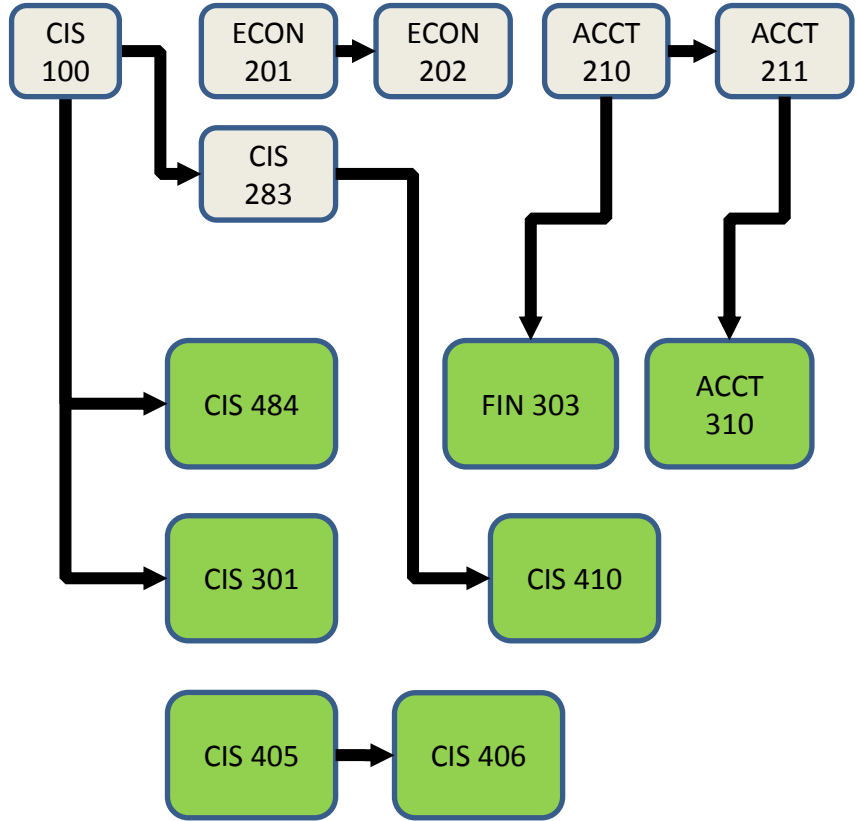 CIS
100
ECON
201
ECON
202
ACCT
210
ACCT
211
CIS
283
CIS 484
FIN 303
ACCT
310
CIS 301
CIS 410
CIS 405
CIS 406